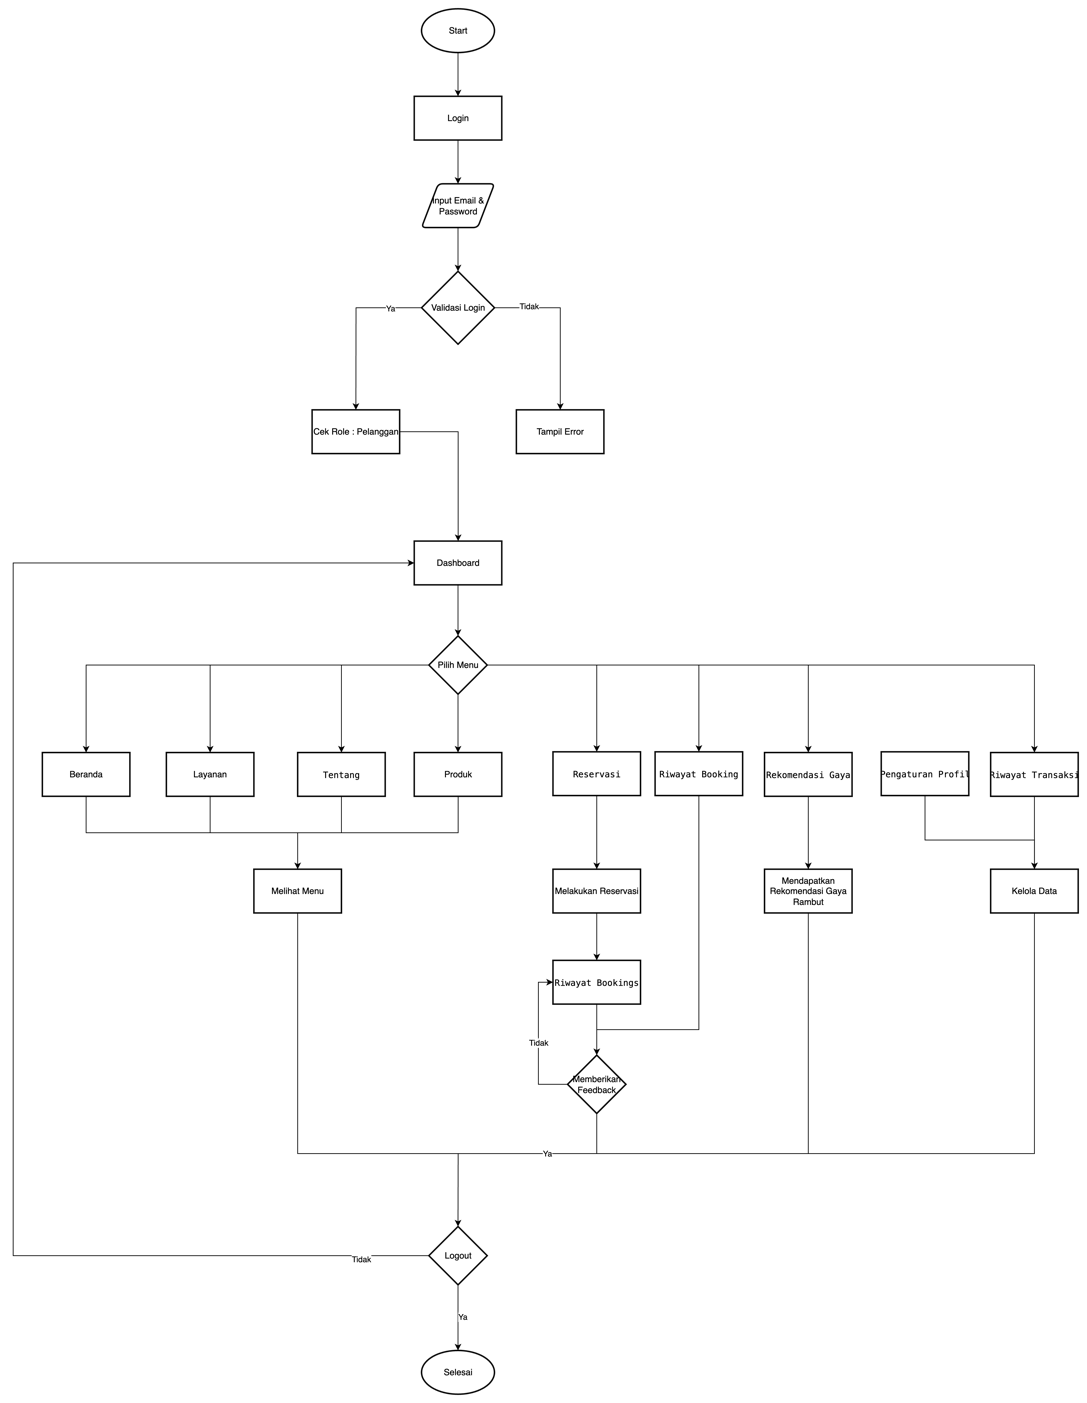 Start
Login
Input Email &
Password
Validasi Login
Ya
Tidak
Cek Role : Pelanggan
Tampil Error
Dashboard
Pilih Menu
Beranda
Layanan
Tentang
Produk
Reservasi
Riwayat Booking
Rekomendasi Gaya
Pengaturan Profil
Riwayat Transaksi
Melihat Menu
Melakukan Reservasi
Mendapatkan
Rekomendasi Gaya
Rambut
Kelola Data
Riwayat Bookings
Tidak
Memberikan
Feedback
Ya
Logout
Tidak
Ya
Selesai